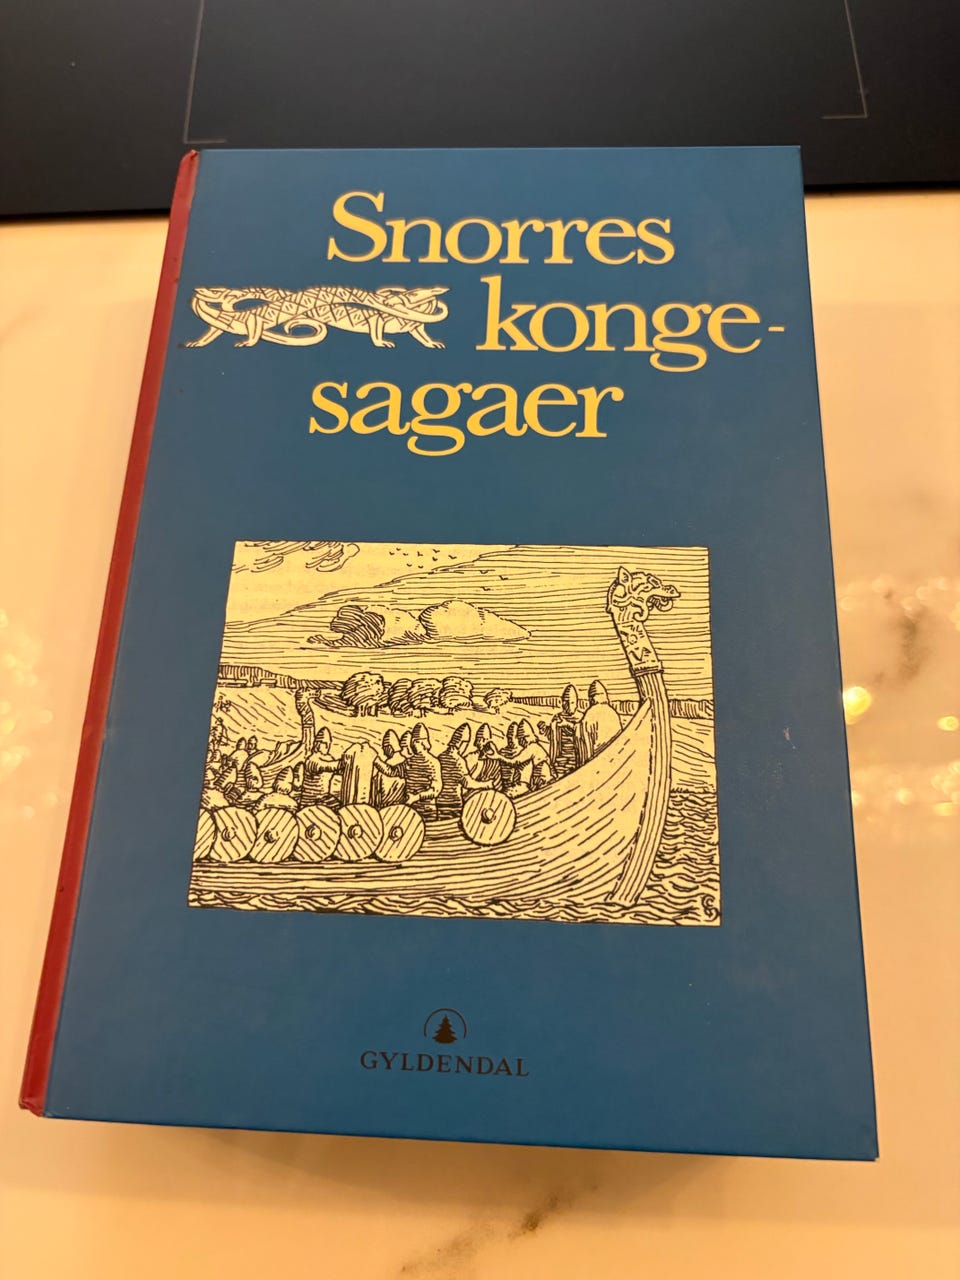 Snorres
konge-
sagaer
GYLDENDAL